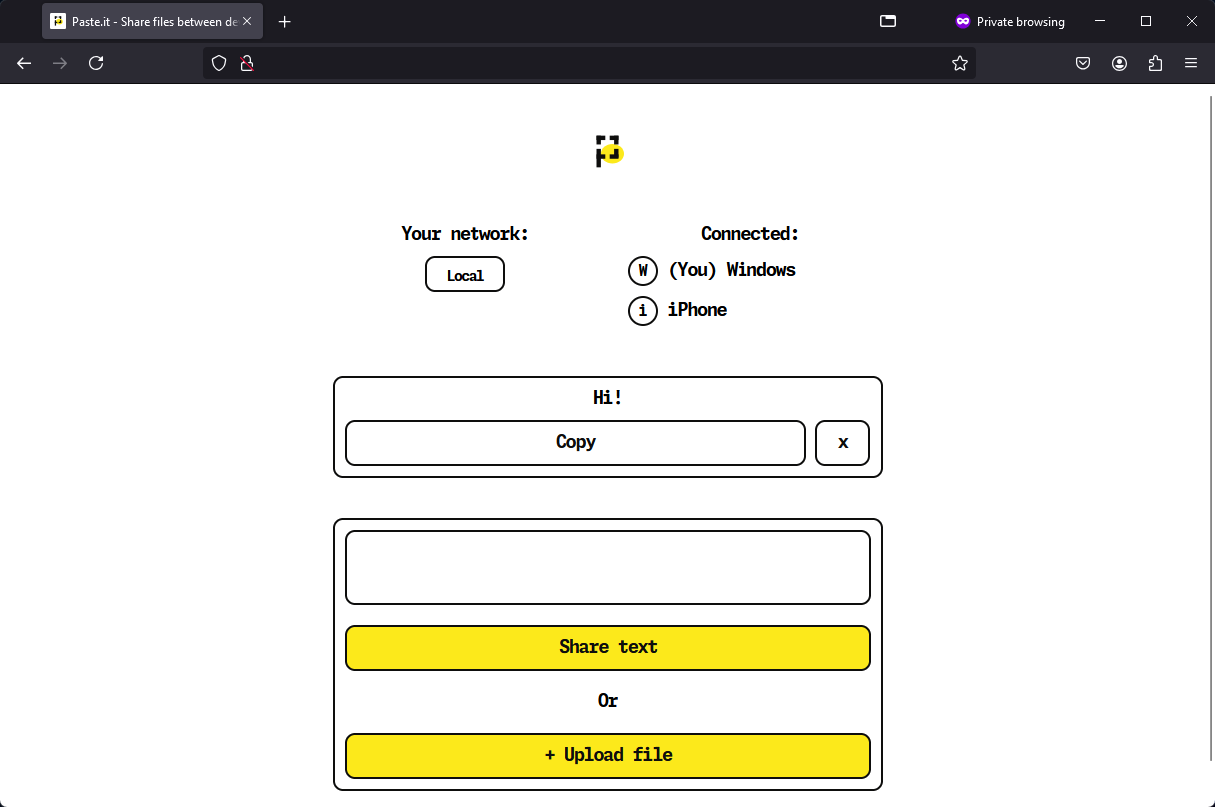 Paste.it - Share files between de
Private browsing
Your network:
Local
Connected:
W (You) Windows
i iPhone
Hi!
Copy
x
Share text
Or
+ Upload file